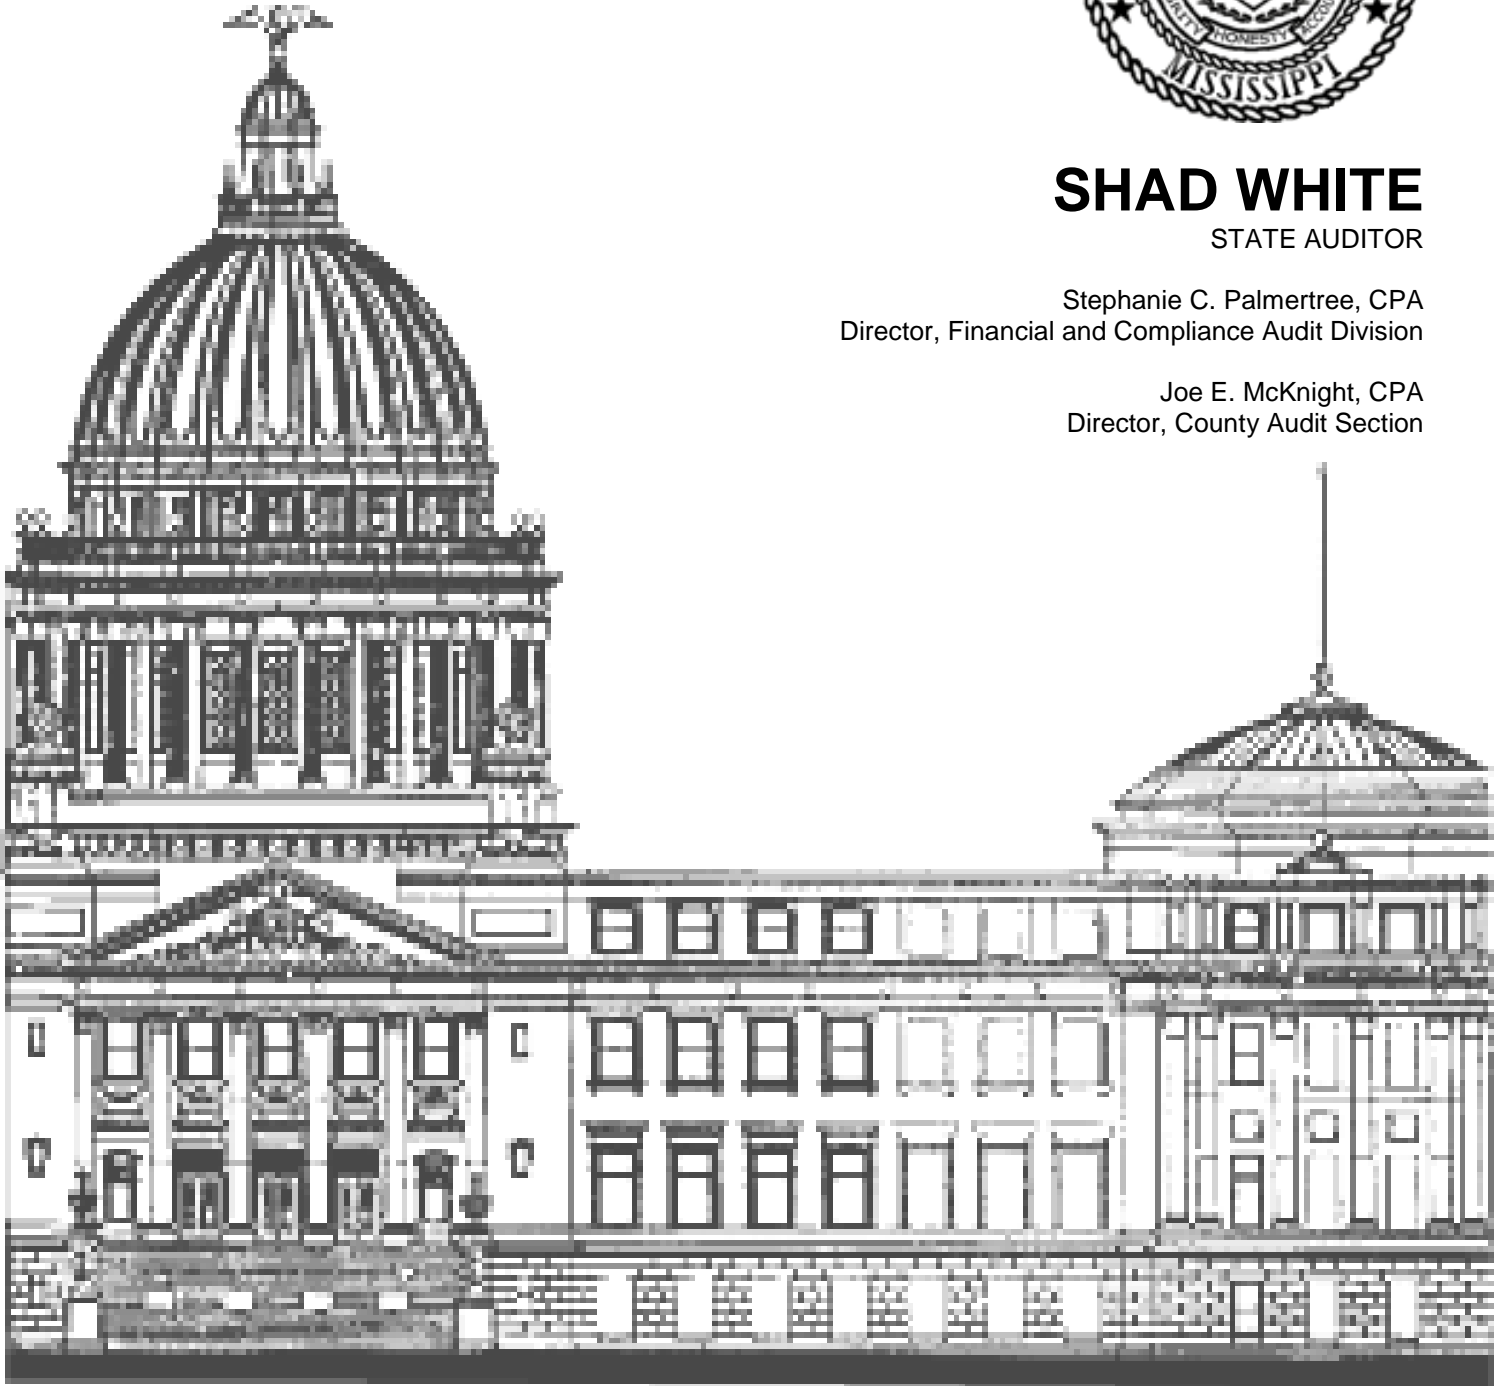 HONESTY
MISSISSIPPI
SHAD WHITE
STATE AUDITOR
Stephanie C. Palmertree, CPA
Director, Financial and Compliance Audit Division
Joe E. McKnight, CPA
Director, County Audit Section